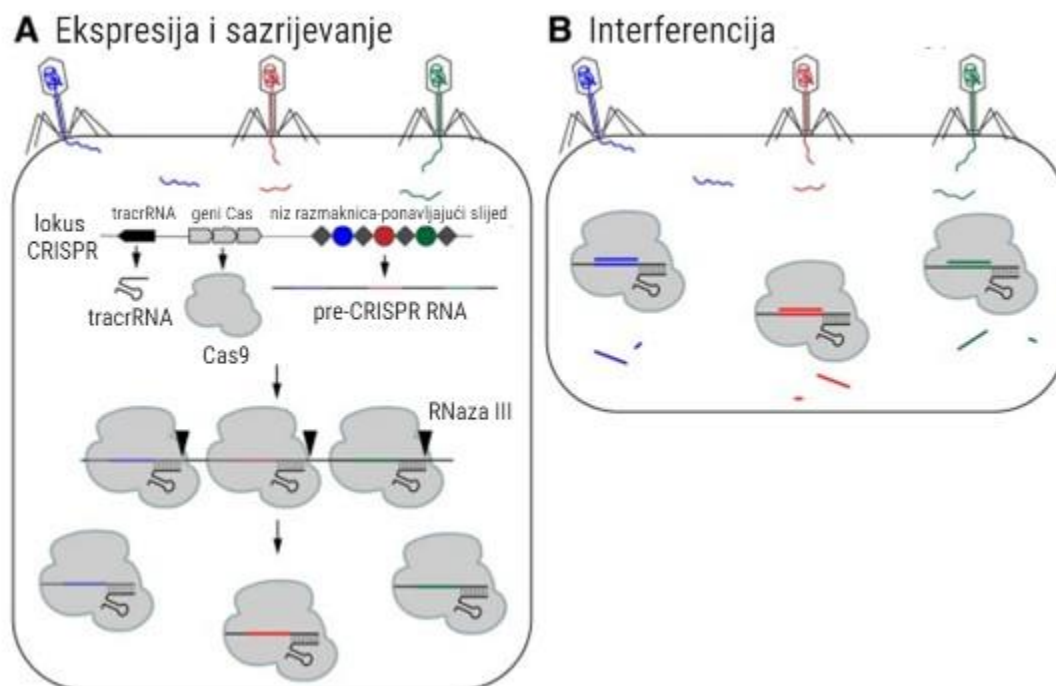 A Ekspresija i sazrijevanje
B Interferencija
tracrRNA
geni Cas
niz razmaknica-ponavljajući slijed
lokus
CRISPR
tracrRNA
Cas9
pre-CRISPR RNA
RNaza III